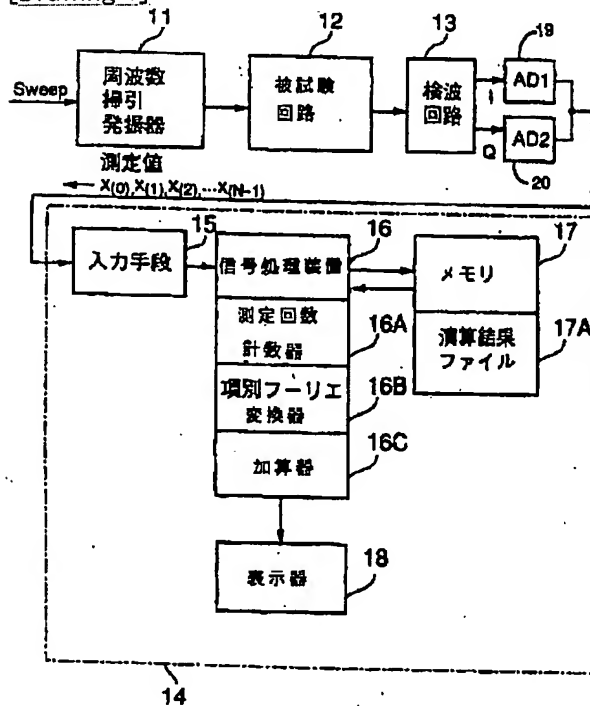 11
12
13
19
Sweep
周波数
掃引
発振器
被試験
回路
検波
回路
I
Q
AD1
AD2
20
測定値
X(0),X(1),X(2),…X(N-1)
15
16
17
入力手段
信号処理装置
メモリ
測定回数
計数器
16A
演算結果
ファイル
17A
項別フーリエ
変換器
16B
加算器
16C
表示器
18
14